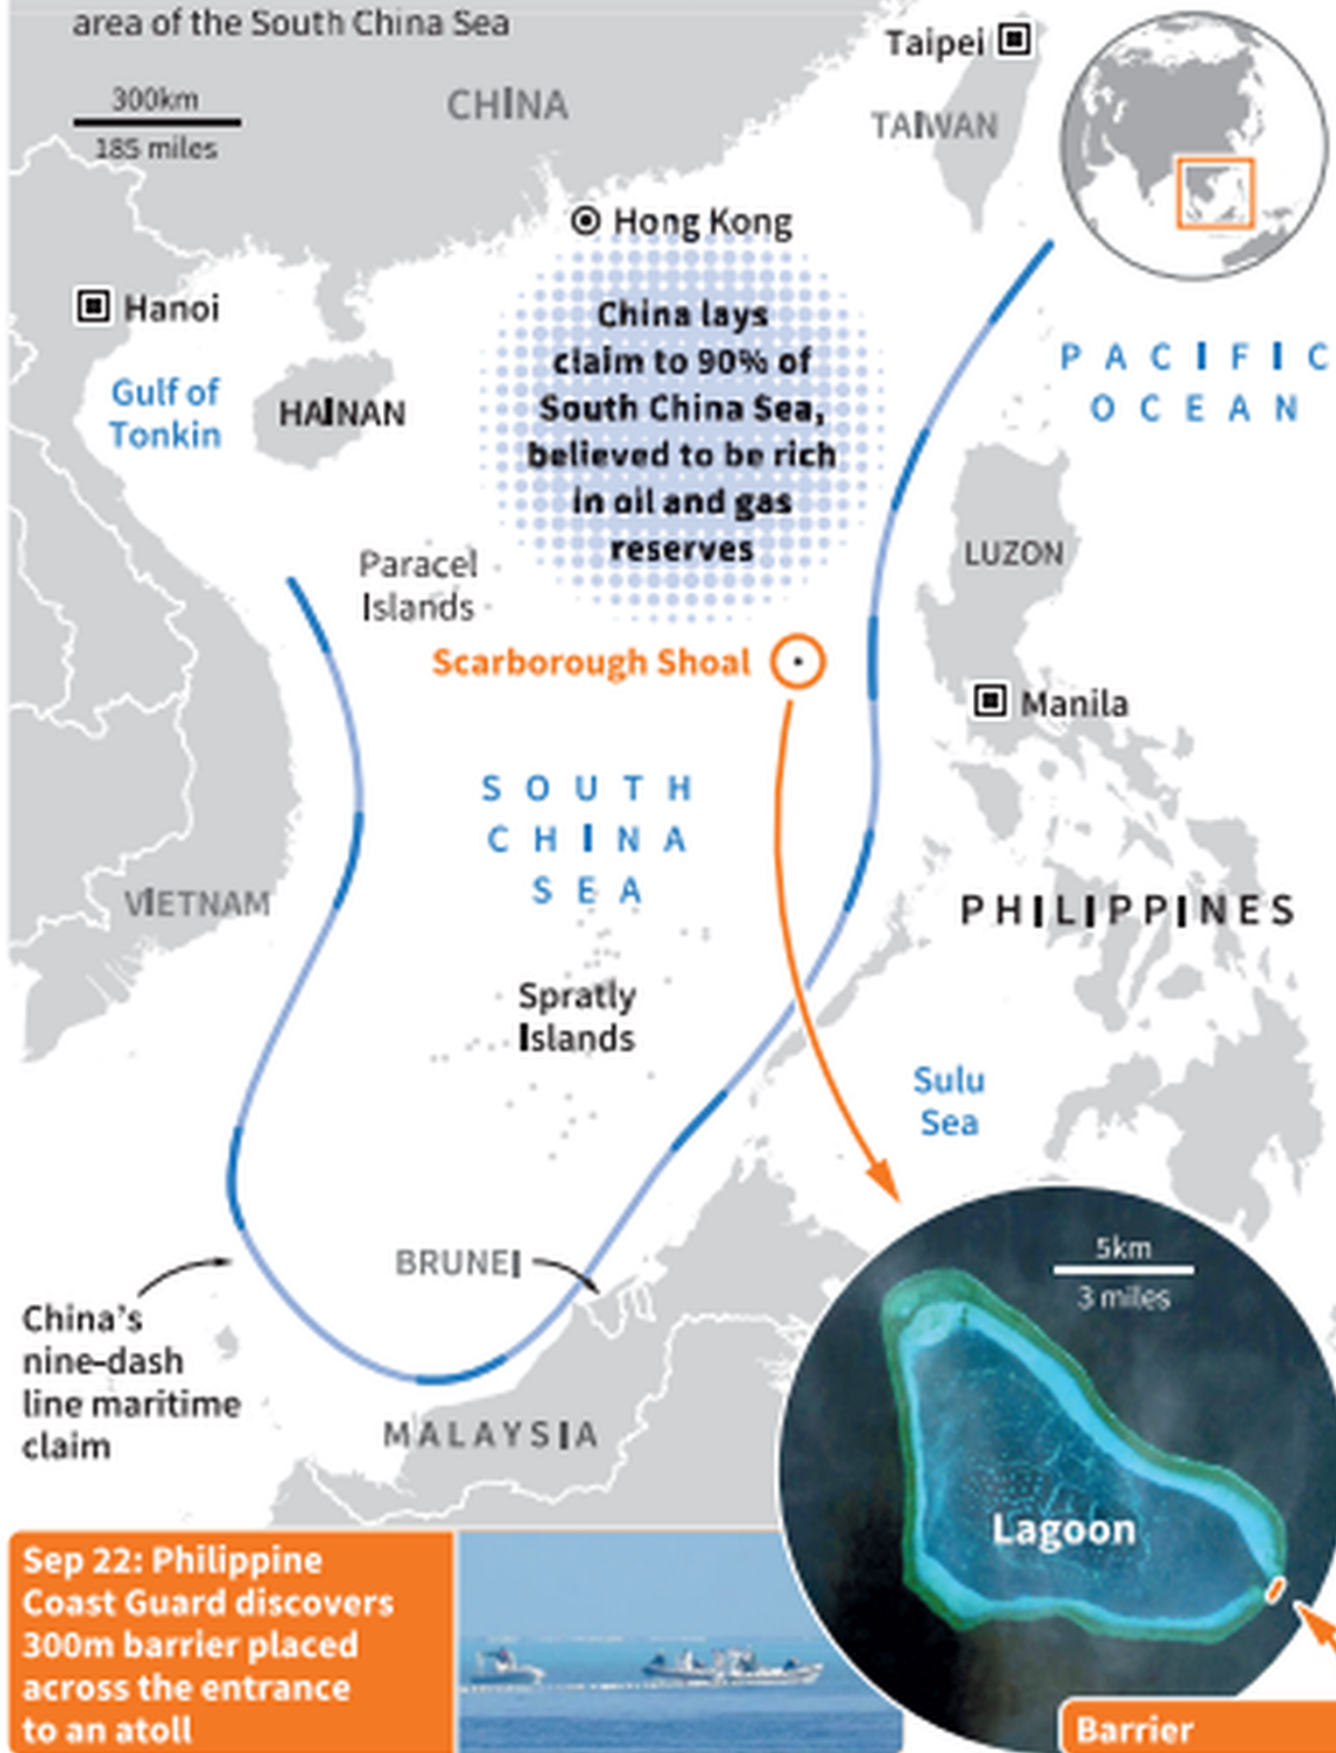 area of the South China Sea
Taipei
300km
185 miles
CHINA
TAIWAN
Hong Kong
Hanoi
Gulf of
Tonkin
HAINAN
China lays
claim to 90% of
South China Sea,
believed to be rich
in oil and gas
reserves
PACIFIC
OCEAN
LUZON
Paracel
Islands
Scarborough Shoal
Manila
SOUTH
CHINA
SEA
VIETNAM
PHILIPPINES
Spratly
Islands
Sulu
Sea
BRUNEI
China's
nine-dash
line maritime
claim
MALAYSIA
5km
3 miles
Lagoon
Sep 22: Philippine
Coast Guard discovers
300m barrier placed
across the entrance
to an atoll
Barrier